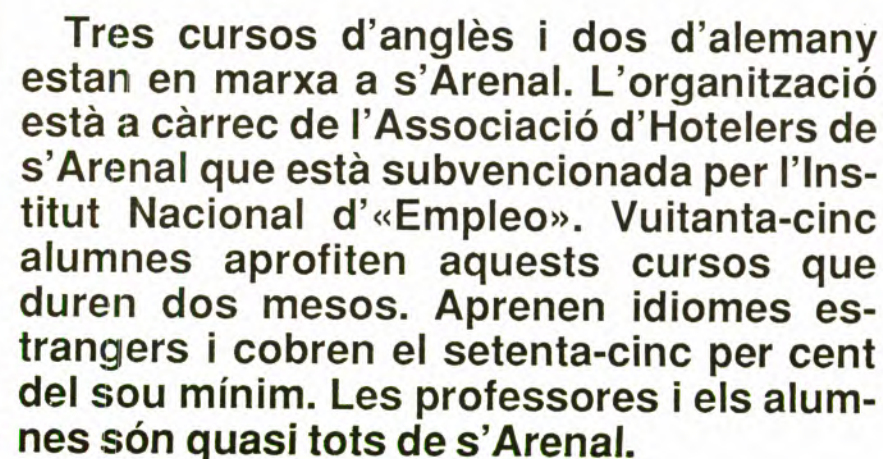 Tres cursos d'anglès i dos d'alemany
estan en marxa a s'Arenal. L'organització
està a càrrec de l'Associació d'Hotelers de
s'Arenal que està subvencionada per l'Ins-
titut Nacional d'«Empleo». Vuitanta-cinc
alumnes aprofiten aquests cursos que
duren dos mesos. Aprenen idiomes es-
trangers i cobren el setenta-cinc per cent
del sou mínim. Les professores i els alum-
nes són quasi tots de s'Arenal.